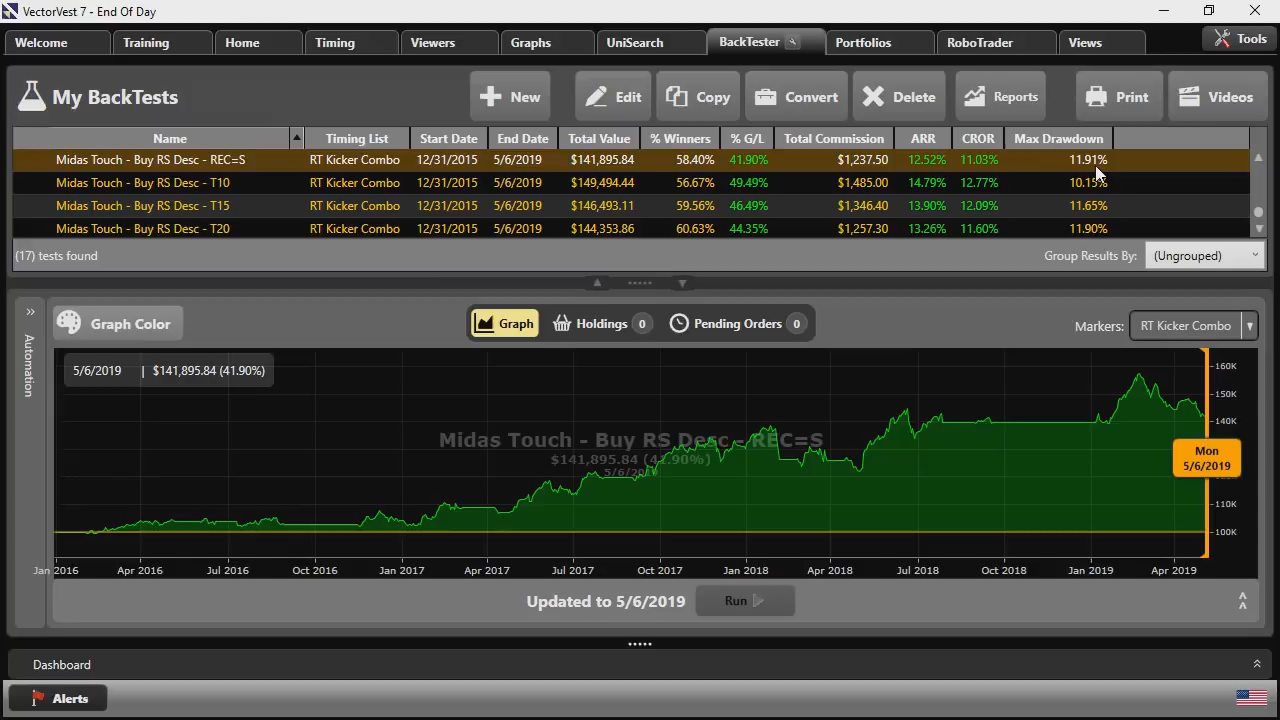 VectorVest 7 - End Of Day
Welcome Training Home Timing Viewers Graphs UniSearch BackTester Portfolios RoboTrader Views Tools
My BackTests New Edit Copy Convert Delete Reports Print Videos
Name Timing List Start Date End Date Total Value % Winners % G/L Total Commission ARR CROR Max Drawdown
Midas Touch - Buy RS Desc - REC=S RT Kicker Combo 12/31/2015 5/6/2019 $141,895.84 58.40% 41.90% $1,237.50 12.52% 11.03% 11.91%
Midas Touch - Buy RS Desc - T10 RT Kicker Combo 12/31/2015 5/6/2019 $149,494.44 56.67% 49.49% $1,485.00 14.79% 12.77% 10.15%
Midas Touch - Buy RS Desc - T15 RT Kicker Combo 12/31/2015 5/6/2019 $146,493.11 59.56% 46.49% $1,346.40 13.90% 12.09% 11.65%
Midas Touch - Buy RS Desc - T20 RT Kicker Combo 12/31/2015 5/6/2019 $144,353.86 60.63% 44.35% $1,257.30 13.26% 11.60% 11.90%
(17) tests found Group Results By: (Ungrouped)
Automation
Graph Color Graph Holdings 0 Pending Orders 0 Markers: RT Kicker Combo
5/6/2019 | $141,895.84 (41.90%)
160K
150K
140K
Midas Touch - Buy RS Desc - REC=S
$141,895.84 (41.90%)
5/6/2019
Mon
5/6/2019
110K
100K
Jan 2016 Apr 2016 Jul 2016 Oct 2016 Jan 2017 Apr 2017 Jul 2017 Oct 2017 Jan 2018 Apr 2018 Jul 2018 Oct 2018 Jan 2019 Apr 2019
Updated to 5/6/2019 Run
Dashboard
Alerts